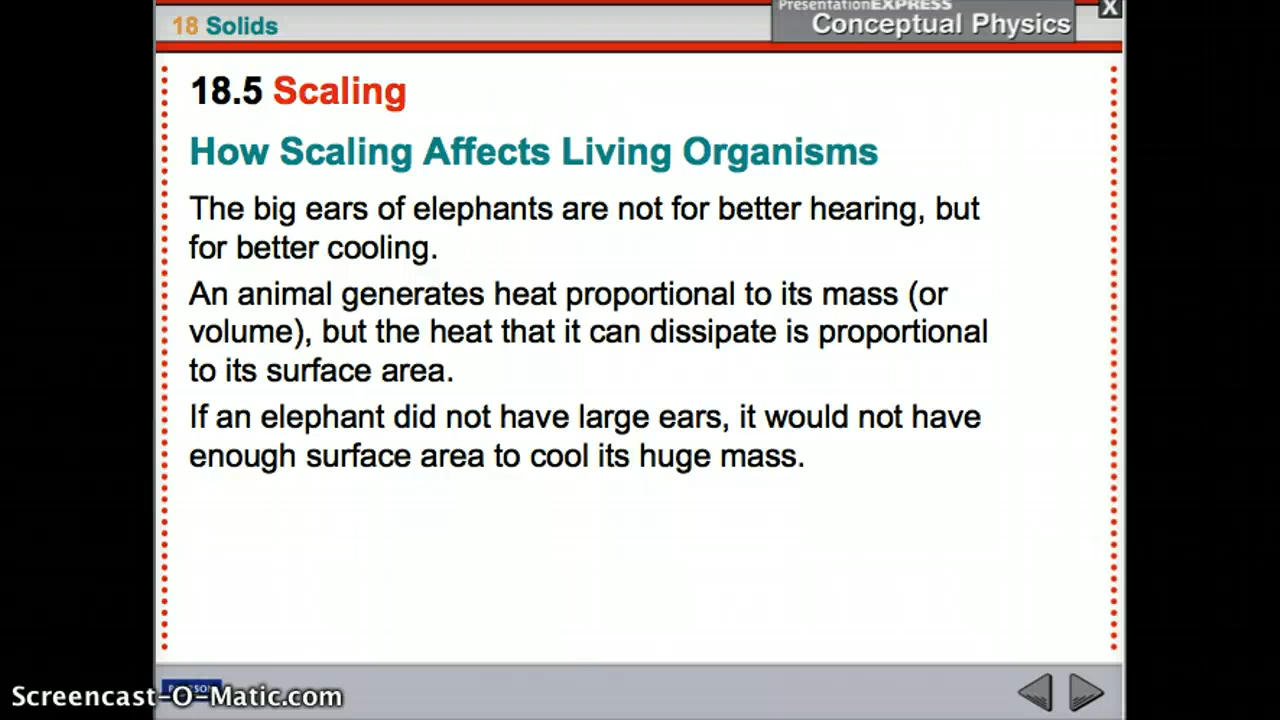 18 Solids
PresentationEXPRESS
Conceptual Physics
X
18.5 Scaling
How Scaling Affects Living Organisms
The big ears of elephants are not for better hearing, but
for better cooling.
An animal generates heat proportional to its mass (or
volume), but the heat that it can dissipate is proportional
to its surface area.
If an elephant did not have large ears, it would not have
enough surface area to cool its huge mass.
Screencast-O-Matic.com